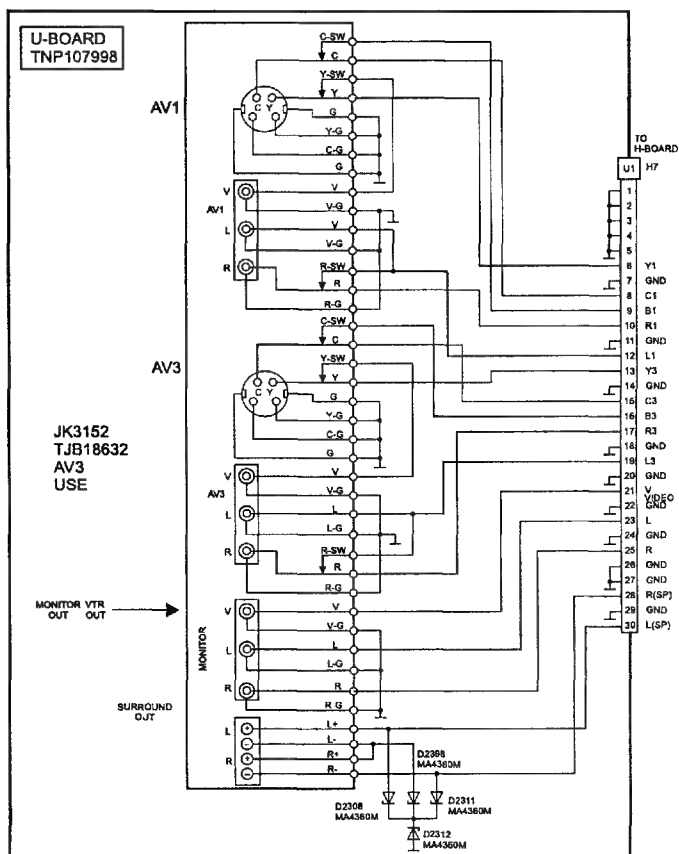 U-BOARD
TNP107998
AV1
C-SW
C
Y-SW
Y
G
Y-G
C-G
G
C Y
V
AV1
L
R
V
V-G
V
V-G
R-SW
R
R-G
AV3
C-SW
C
Y-SW
Y
G
Y-G
C-G
G
C Y
JK3152
TJB18632
AV3
USE
V
AV3
L
R
V
V-G
L
L-G
R-SW
R
R-G
MONITOR VTR
OUT OUT
MONITOR
V
L
R
V
V-G
L
L-G
R
R-G
SURROUND
OUT
L
R
+
-
+
-
L+
L-
R+
R-
D2398
MA4360M
D2308
MA4360M
D2311
MA4360M
D2312
MA4360M
TO
H-BOARD
U1 H7
1
2
3
4
5
6 Y1
7 GND
8 C1
9 B1
10 R1
11 GND
12 L1
13 Y3
14 GND
15 C3
16 B3
17 R3
18 GND
19 L3
20 GND
21 V
VIDEO
22 GND
23 L
24 GND
25 R
26 GND
27 GND
28 R(SP)
29 GND
30 L(SP)